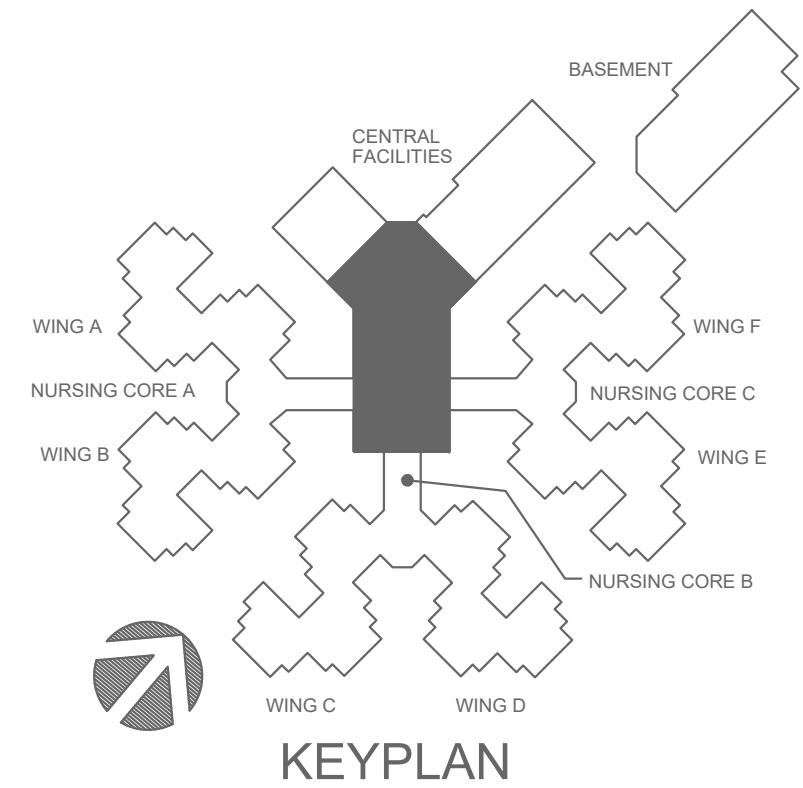 BASEMENT
CENTRAL
FACILITIES
WING A
WING F
NURSING CORE A
NURSING CORE C
WING B
WING E
NURSING CORE B
WING C
WING D
KEYPLAN